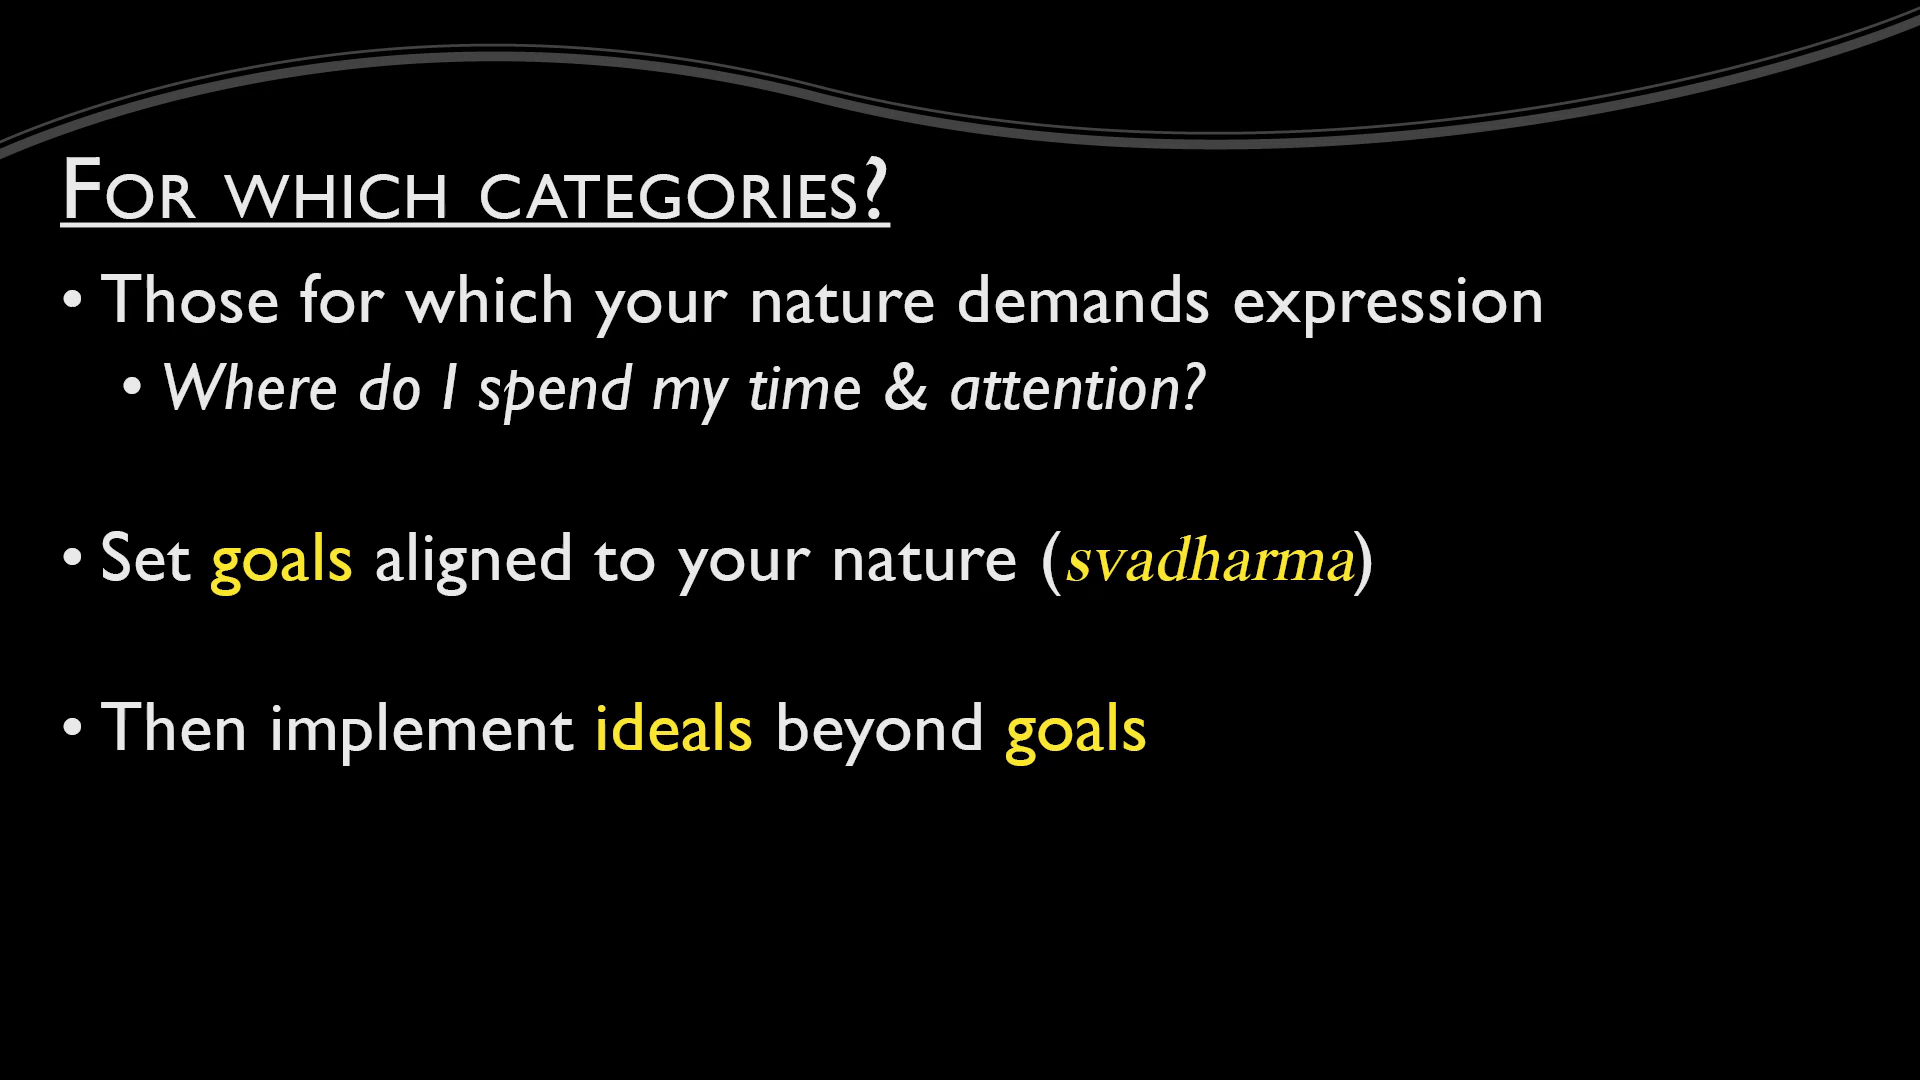 For which categories?
• Those for which your nature demands expression
• Where do I spend my time & attention?
• Set goals aligned to your nature (svadharma)
• Then implement ideals beyond goals